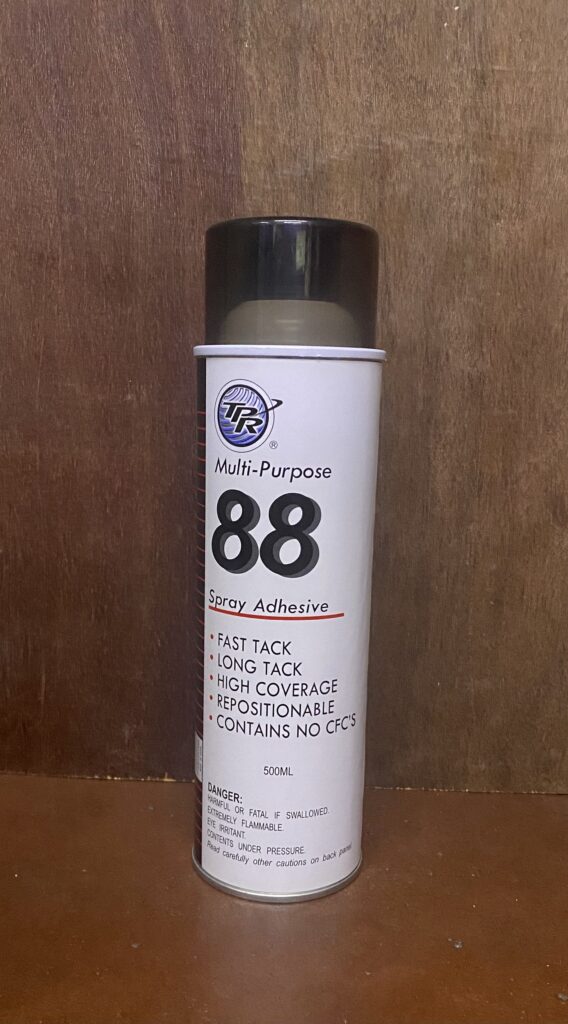 TPR
®
Multi-Purpose
88
Spray Adhesive
• FAST TACK
• LONG TACK
• HIGH COVERAGE
• REPOSITIONABLE
• CONTAINS NO CFC'S
500ML
DANGER:
HARMFUL OR FATAL IF SWALLOWED.
EXTREMELY FLAMMABLE.
EYE IRRITANT.
CONTENTS UNDER PRESSURE.
Read carefully other cautions on back panel.